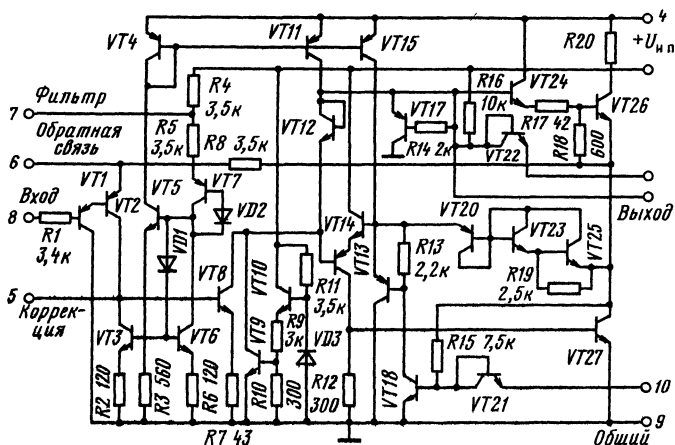 VT4
VT11
VT15
4
R20
+Uи п
R4
3,5к
R16
10к
VT24
VT26
7
Фильтр
VT17
R17 42
R5
3,5к
R8
3,5к
VT12
R14 2к
VT22
R18
600
Обратная
связь
6
VT1
VT5
VT7
VT2
VD2
VT20
VT23
Выход
Вход
8
VT14
VT25
R1
3,4к
VD1
VT13
R13
2,2к
VT8
VT10
R11
3,5к
R19
2,5к
5
Коррек-
ция
VT3
VT6
VT9
R9
3к
VD3
R15 7,5к
VT27
R2 120
R3 560
R6 120
R10
300
R12
300
VT18
VT21
10
9
R7 43
Общий